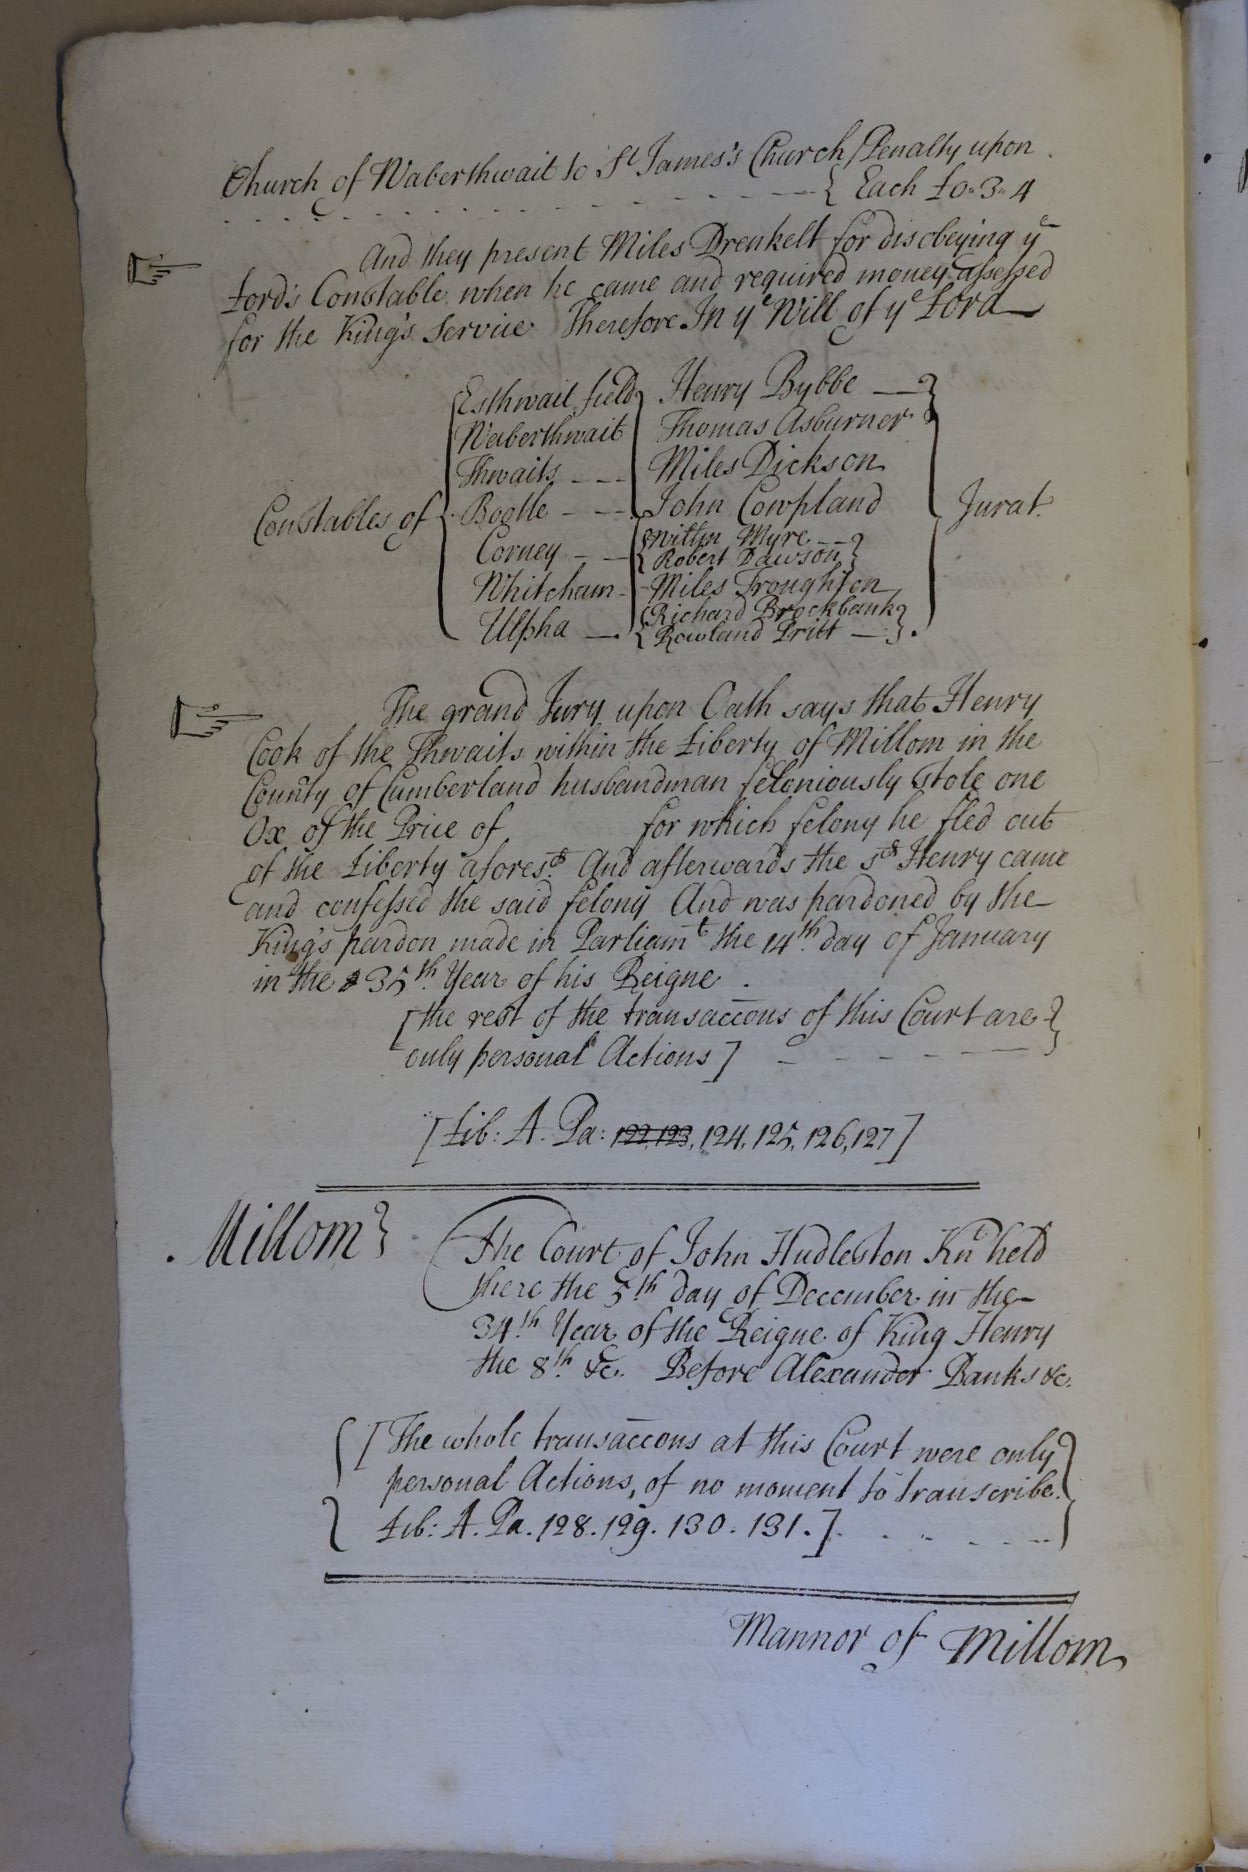 Church of Waberthwait to St James's Church / Penalty upon
Each £0"3"4
And they present Miles Drenkelt for disobeying ye
Lord's Constable when he came and required money assessed
for the King's Service Therefore In ye Will of ye Lord
Constables of
Esthwait field Henry Bybbe
Waberthwait Thomas Asburner
Thwaits Miles Dickson
Bootle John Cowpland
Corney Willm Myre
Robert Dawson
Whitcham Miles Troughton
Ulpha Richard Brockbank
Rowland Pritt
Jurat.
The grand Jury upon Oath says that Henry
Cook of the Thwaits within the Liberty of Millom in the
County of Cumberland husbandman feloniously Stole one
Ox of the Price of for which felony he fled out
of the Liberty aforesd. And afterwards the sd Henry came
and confessed the said felony And was pardoned by the
King's pardon made in Parliamt the 14th day of January
in the 35th Year of his Reigne.
[the rest of the transaccons of this Court are
only personal Actions]
[Lib: A. Pa: 122, 123, 124, 125, 126, 127]
Millom
The Court of John Hudleston Knt held
there the 5th day of December in the
34th Year of the Reigne of King Henry
the 8th &c. Before Alexander Banks &c.
[The whole transaccons at this Court were only
personal Actions, of no moment to transcribe.
Lib: A. Pa. 128. 129. 130. 131.]
Mannor of Millom